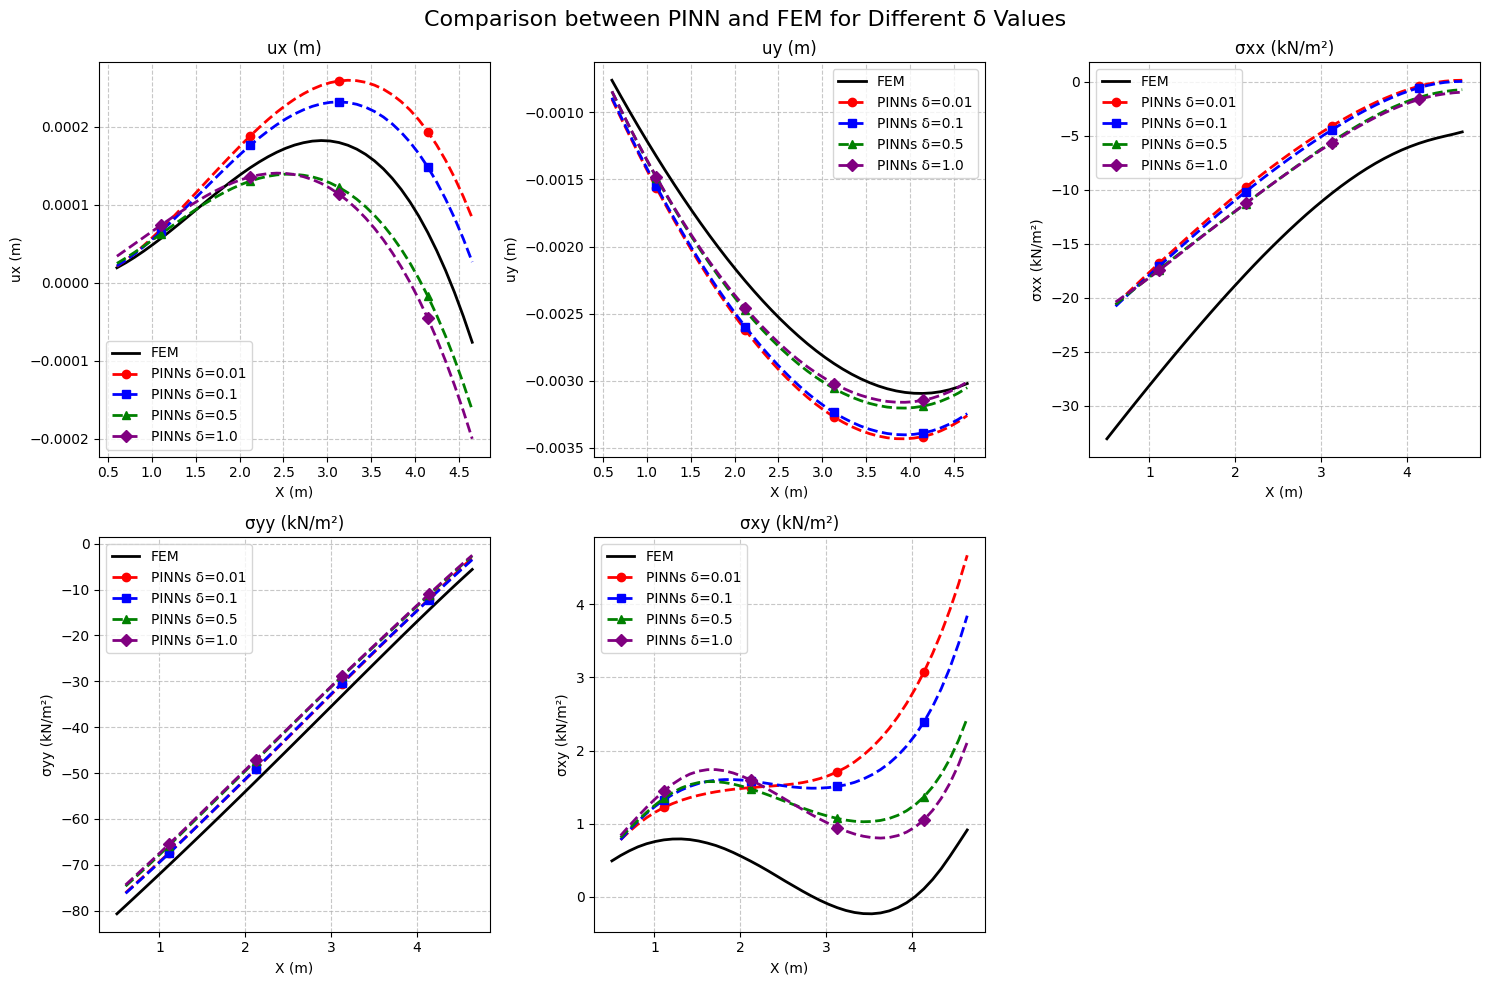 Comparison between PINN and FEM for Different δ Values
ux (m)
ux (m)
0.0002
0.0001
0.0000
−0.0001
−0.0002
FEM
PINNs δ=0.01
PINNs δ=0.1
PINNs δ=0.5
PINNs δ=1.0
0.5 1.0 1.5 2.0 2.5 3.0 3.5 4.0 4.5
X (m)
uy (m)
uy (m)
−0.0010
−0.0015
−0.0020
−0.0025
−0.0030
−0.0035
FEM
PINNs δ=0.01
PINNs δ=0.1
PINNs δ=0.5
PINNs δ=1.0
0.5 1.0 1.5 2.0 2.5 3.0 3.5 4.0 4.5
X (m)
σxx (kN/m²)
σxx (kN/m²)
0
−5
−10
−15
−20
−25
−30
FEM
PINNs δ=0.01
PINNs δ=0.1
PINNs δ=0.5
PINNs δ=1.0
1 2 3 4
X (m)
σyy (kN/m²)
σyy (kN/m²)
0
−10
−20
−30
−40
−50
−60
−70
−80
FEM
PINNs δ=0.01
PINNs δ=0.1
PINNs δ=0.5
PINNs δ=1.0
1 2 3 4
X (m)
σxy (kN/m²)
σxy (kN/m²)
4
3
2
1
0
FEM
PINNs δ=0.01
PINNs δ=0.1
PINNs δ=0.5
PINNs δ=1.0
1 2 3 4
X (m)